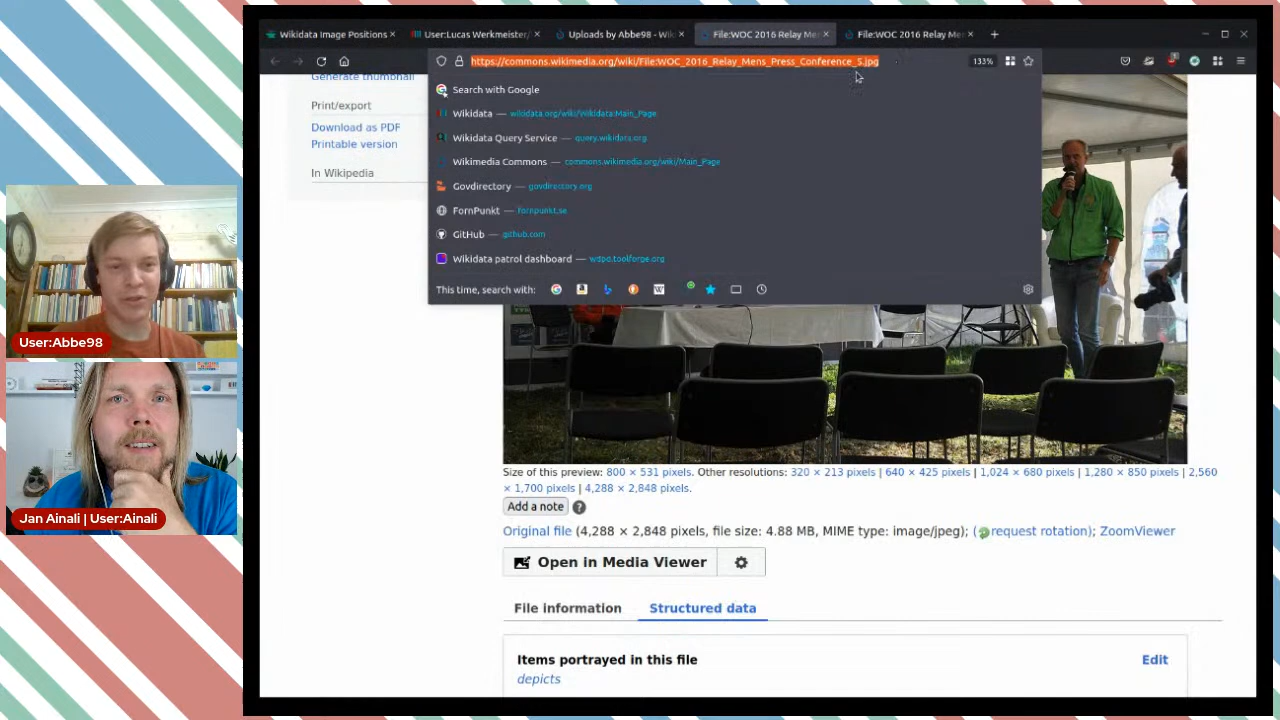 Wikidata Image Positions
User:Lucas Werkmeister/
Uploads by Abbe98 - Wiki
File:WOC 2016 Relay Me
File:WOC 2016 Relay Me
https://commons.wikimedia.org/wiki/File:WOC_2016_Relay_Mens_Press_Conference_5.jpg
133%
Search with Google
Wikidata — wikidata.org/wiki/Wikidata:Main_Page
Wikidata Query Service — query.wikidata.org
Wikimedia Commons — commons.wikimedia.org/wiki/Main_Page
Govdirectory — govdirectory.org
FornPunkt — fornpunkt.se
GitHub — github.com
Wikidata patrol dashboard — wdpd.toolforge.org
This time, search with:
Generate thumbnail
Print/export
Download as PDF
Printable version
In Wikipedia
Size of this preview: 800 × 531 pixels. Other resolutions: 320 × 213 pixels | 640 × 425 pixels | 1,024 × 680 pixels | 1,280 × 850 pixels | 2,560
× 1,700 pixels | 4,288 × 2,848 pixels.
Add a note ?
Original file (4,288 × 2,848 pixels, file size: 4.88 MB, MIME type: image/jpeg); (request rotation); ZoomViewer
Open in Media Viewer
File information
Structured data
Items portrayed in this file
Edit
depicts
User:Abbe98
Jan Ainali | User:Ainali